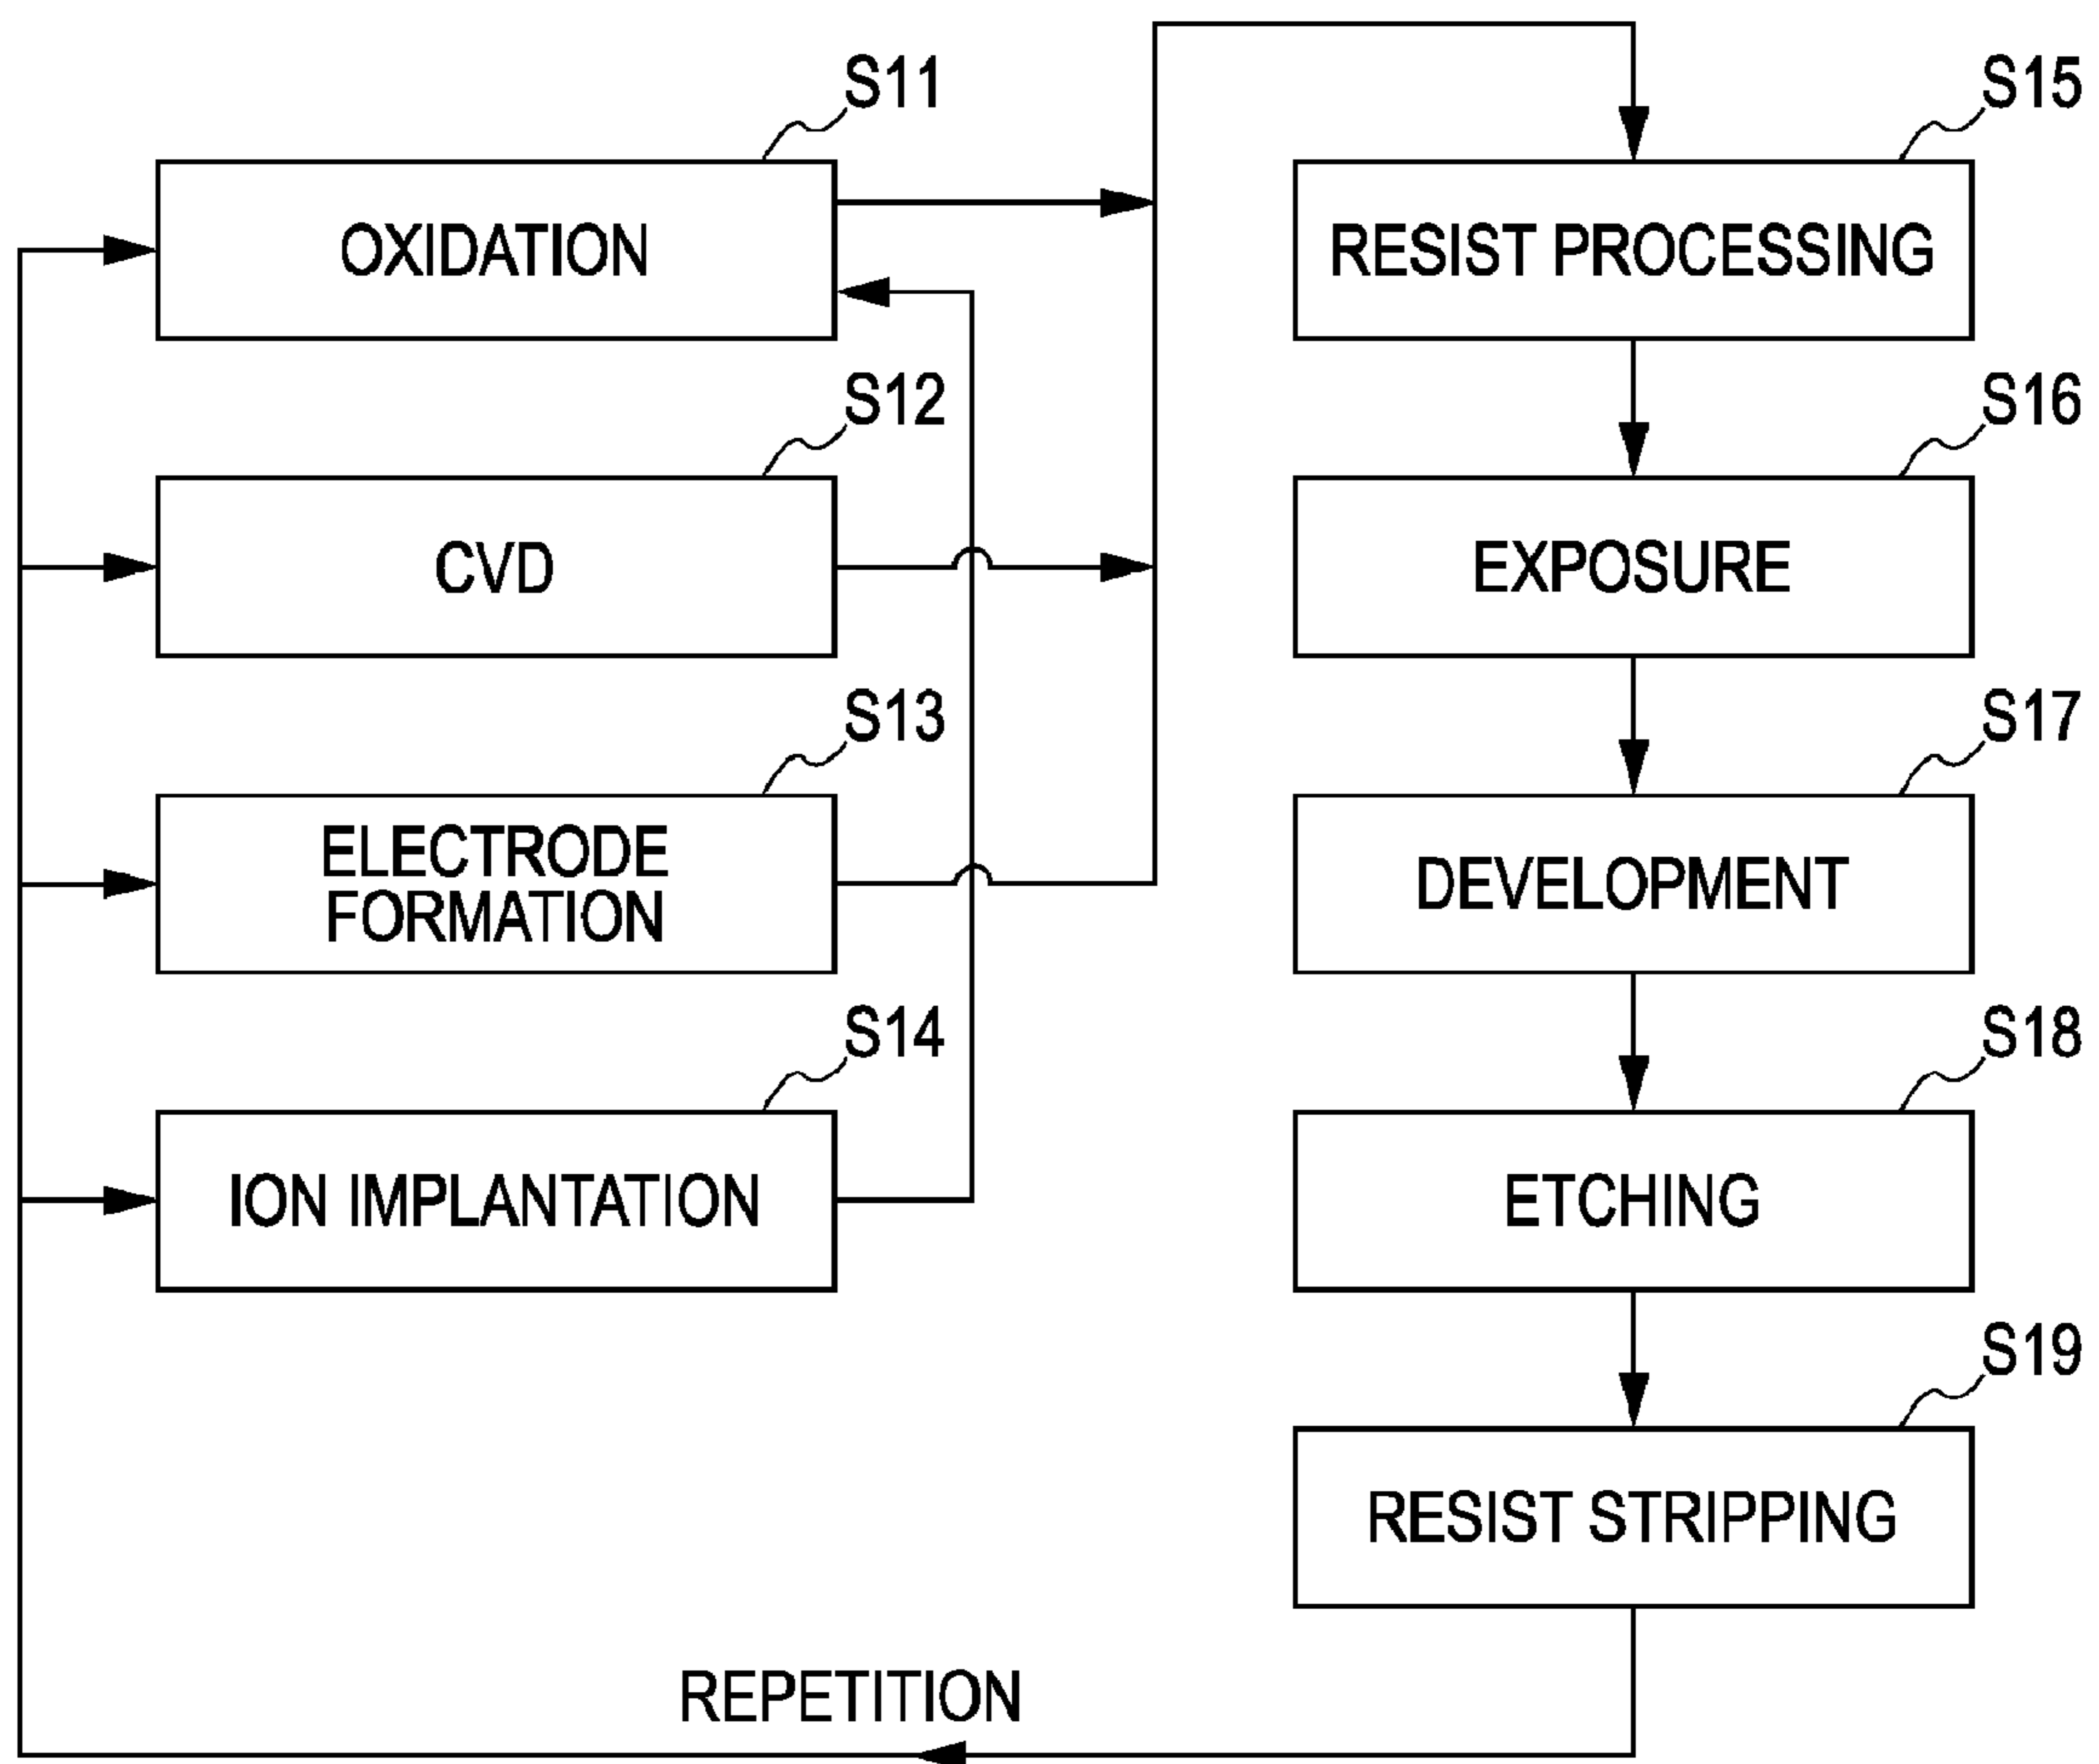 S11
OXIDATION
S12
CVD
S13
ELECTRODE
FORMATION
S14
ION IMPLANTATION
S15
RESIST PROCESSING
S16
EXPOSURE
S17
DEVELOPMENT
S18
ETCHING
S19
RESIST STRIPPING
REPETITION